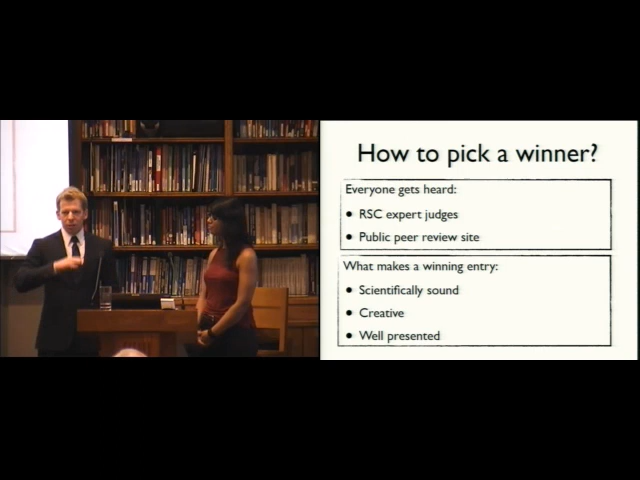 How to pick a winner?
Everyone gets heard:
• RSC expert judges
• Public peer review site
What makes a winning entry:
• Scientifically sound
• Creative
• Well presented